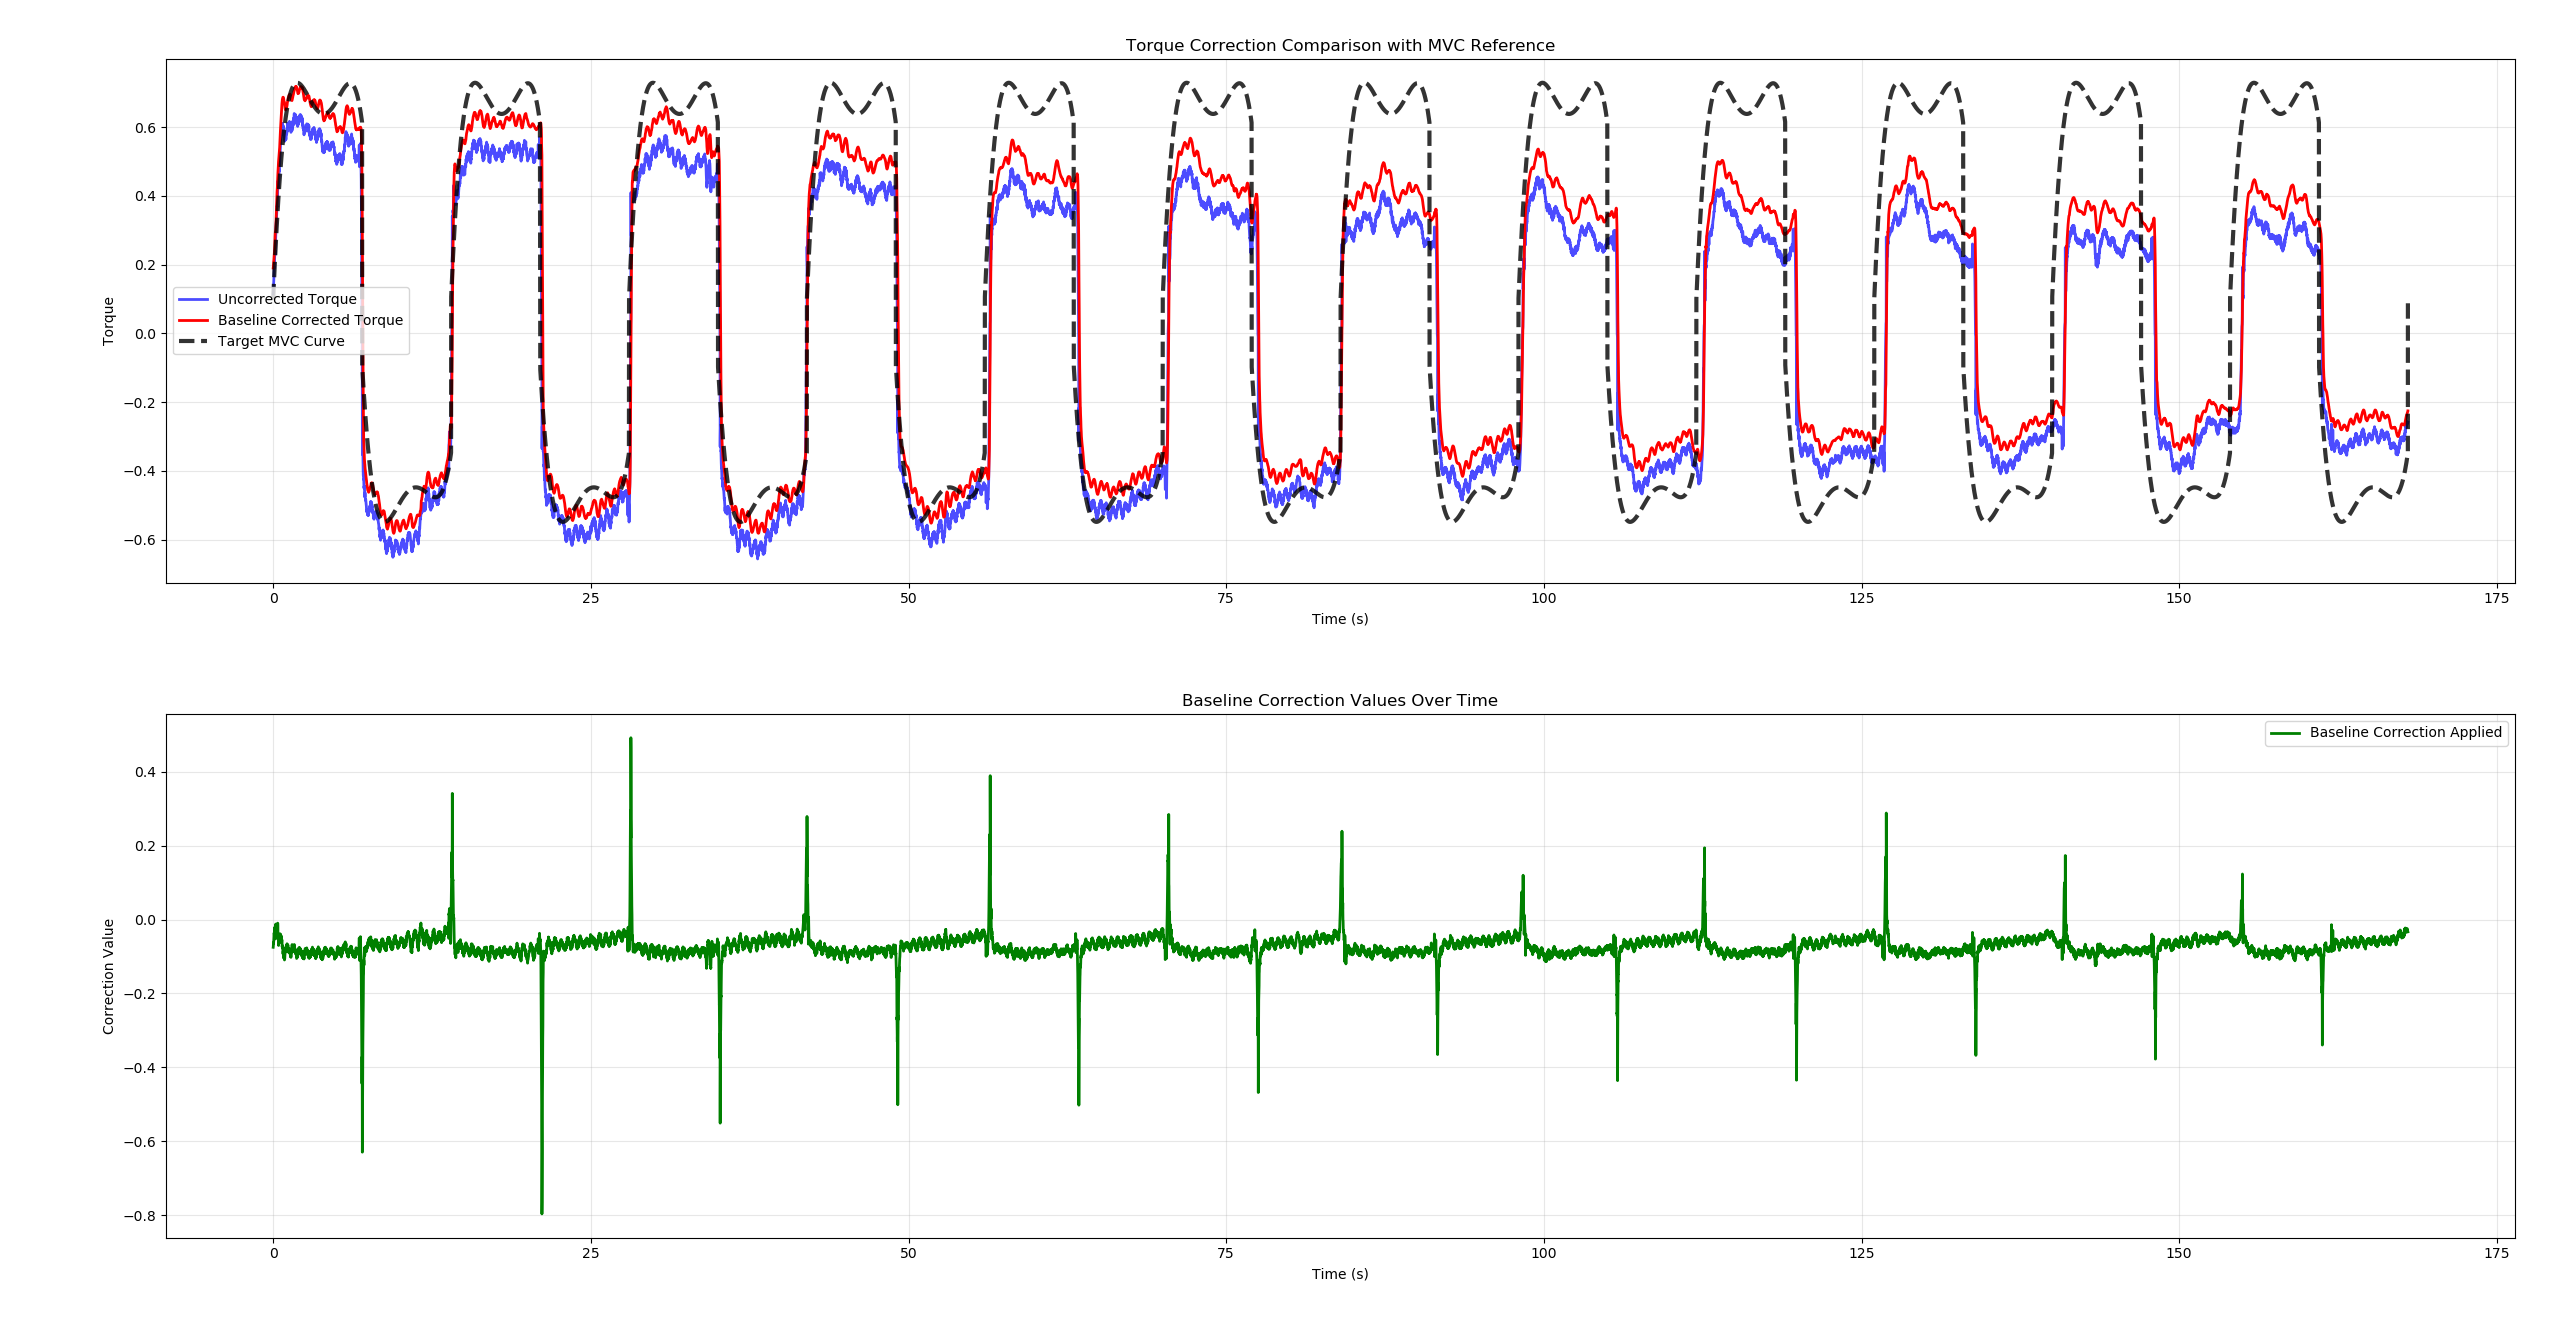 Torque Correction Comparison with MVC Reference
0.6
0.4
0.2
0.0
−0.2
−0.4
−0.6
Torque
Uncorrected Torque
Baseline Corrected Torque
Target MVC Curve
0 25 50 75 100 125 150 175
Time (s)
Baseline Correction Values Over Time
Baseline Correction Applied
0.4
0.2
0.0
−0.2
−0.4
−0.6
−0.8
Correction Value
0 25 50 75 100 125 150 175
Time (s)